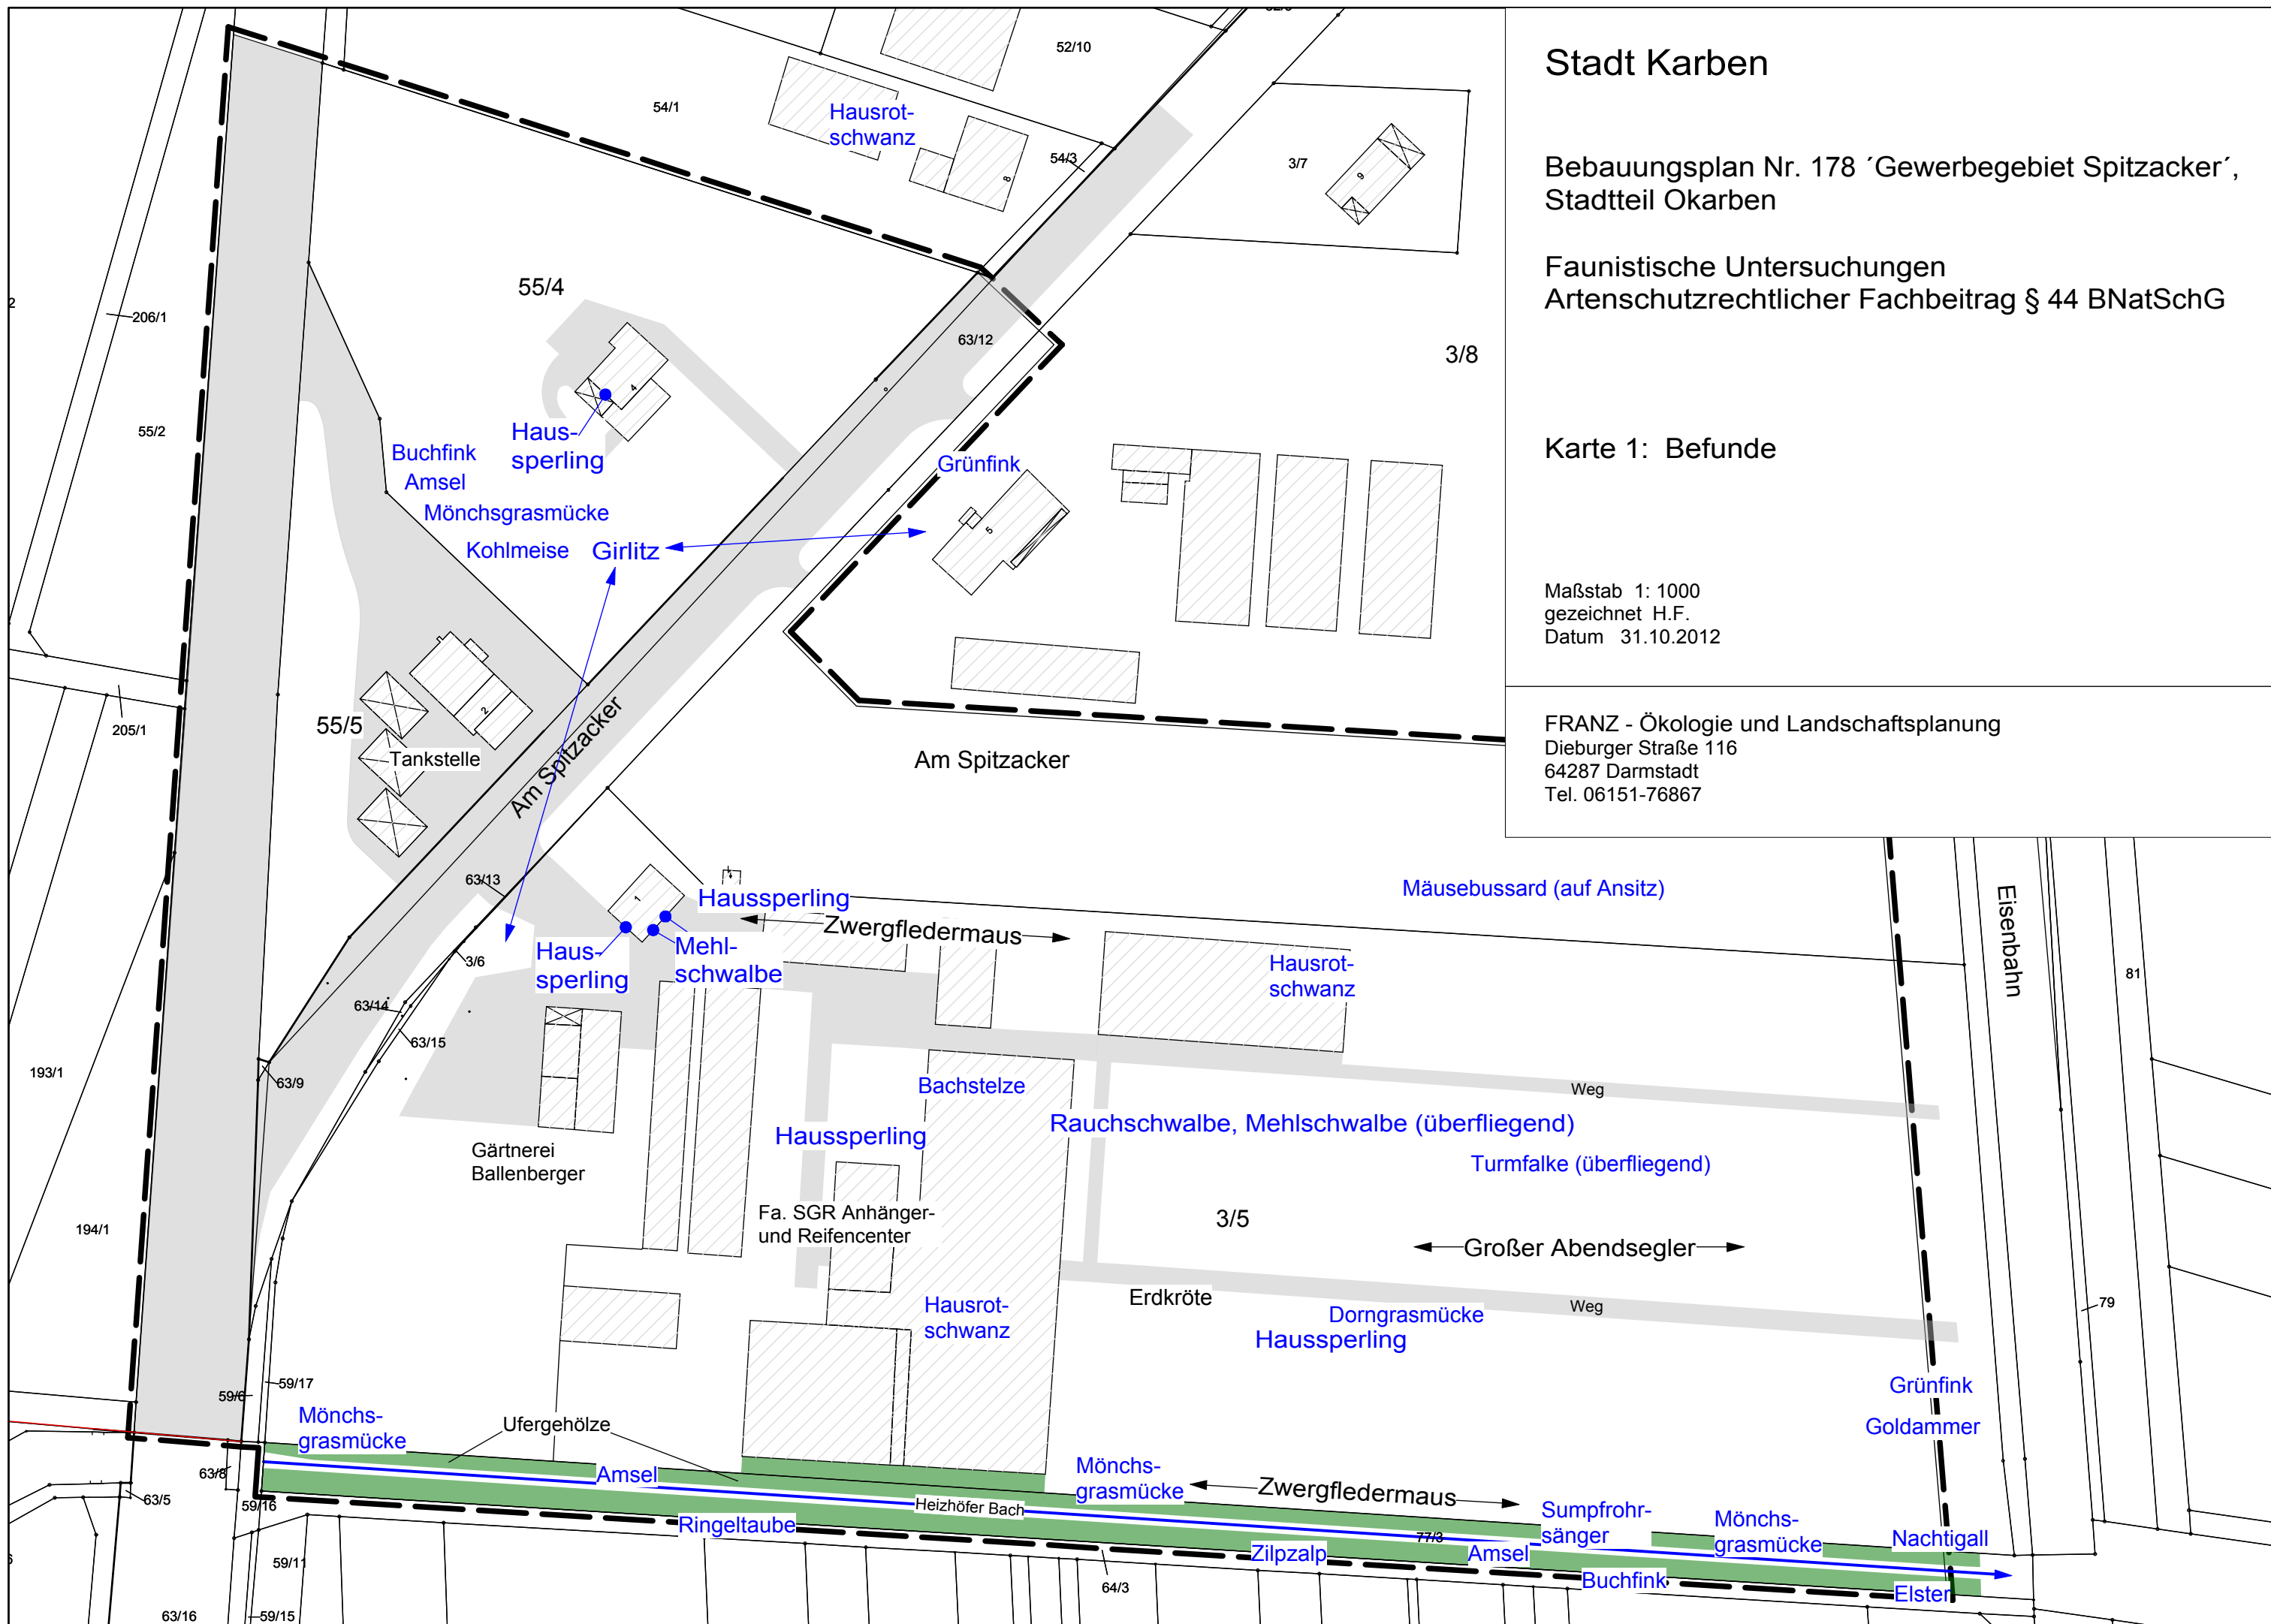 Stadt Karben
Bebauungsplan Nr. 178 ´Gewerbegebiet Spitzacker´,
Stadtteil Okarben
Faunistische Untersuchungen
Artenschutzrechtlicher Fachbeitrag § 44 BNatSchG
Karte 1: Befunde
Maßstab 1: 1000
gezeichnet H.F.
Datum 31.10.2012
FRANZ - Ökologie und Landschaftsplanung
Dieburger Straße 116
64287 Darmstadt
Tel. 06151-76867
52/10
54/1
Hausrot-
schwanz
54/3
8
3/7
9
55/4
206/1
63/12
3/8
4
55/2
Haus-
sperling
Buchfink
Amsel
Grünfink
Mönchsgrasmücke
Kohlmeise
Girlitz
5
2
205/1
55/5
Tankstelle
Am Spitzacker
Am Spitzacker
63/13
1
Haussperling
Mäusebussard (auf Ansitz)
Zwergfledermaus
Eisenbahn
Haus-
sperling
Mehl-
schwalbe
3/6
Hausrot-
schwanz
81
63/14
63/15
193/1
63/9
Bachstelze
Weg
Rauchschwalbe, Mehlschwalbe (überfliegend)
Haussperling
Gärtnerei
Ballenberger
Turmfalke (überfliegend)
194/1
Fa. SGR Anhänger-
und Reifencenter
3/5
Großer Abendsegler
Erdkröte
Hausrot-
schwanz
Dorngrasmücke
Weg
79
Haussperling
59/6
59/17
Grünfink
Goldammer
Mönchs-
grasmücke
Ufergehölze
63/8
Amsel
Mönchs-
grasmücke
Zwergfledermaus
63/5
59/16
Heizhöfer Bach
Sumpfrohr-
sänger
Mönchs-
grasmücke
Nachtigall
Ringeltaube
77/3
Zilpzalp
Amsel
59/11
64/3
Buchfink
Elster
63/16
59/15